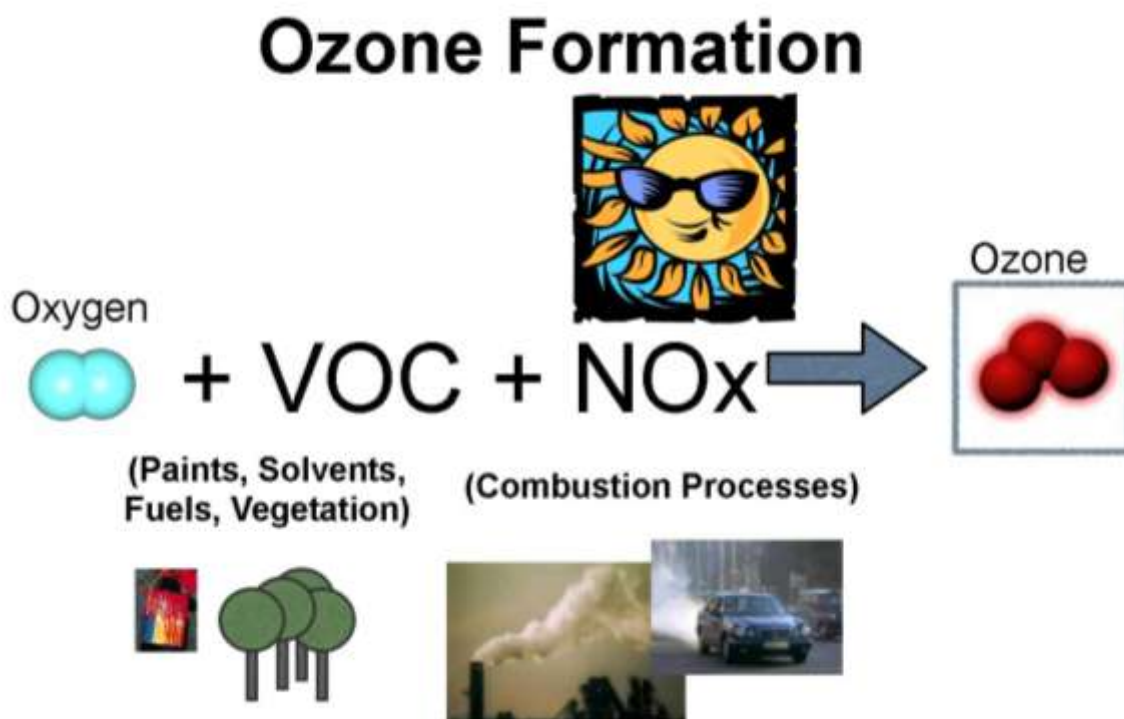 Ozone Formation
Oxygen
+ VOC + NOx
Ozone
(Paints, Solvents,
Fuels, Vegetation)
(Combustion Processes)